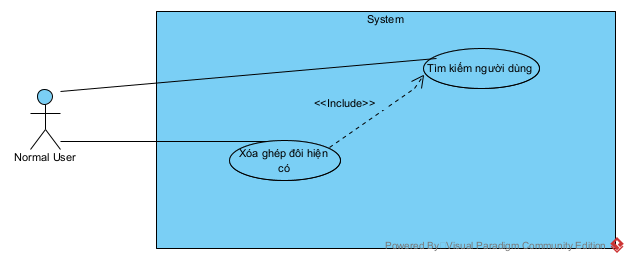 System
Tìm kiếm người dùng
<<Include>>
Normal User
Xóa ghép đôi hiện
có
Powered By: Visual Paradigm Community Edition